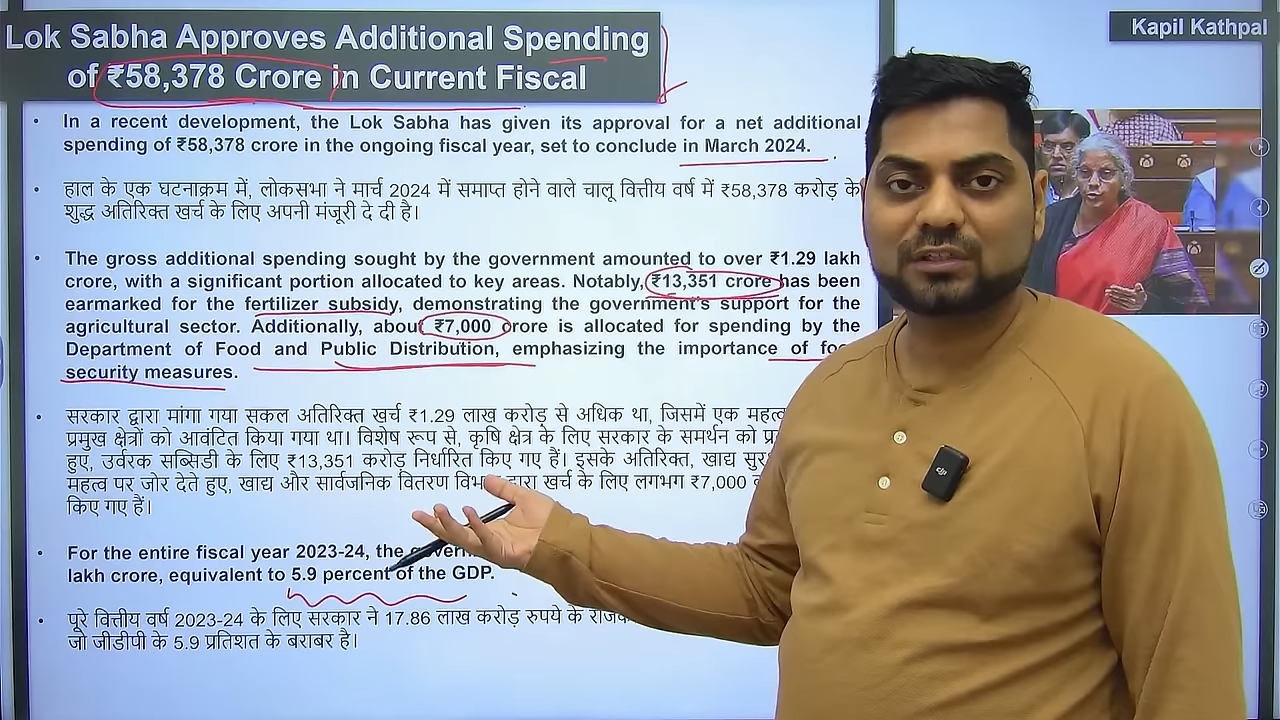 Lok Sabha Approves Additional Spending
of ₹58,378 Crore in Current Fiscal
Kapil Kathpal
• In a recent development, the Lok Sabha has given its approval for a net additional
spending of ₹58,378 crore in the ongoing fiscal year, set to conclude in March 2024.
• हाल के एक घटनाक्रम में, लोकसभा ने मार्च 2024 में समाप्त होने वाले चालू वित्तीय वर्ष में ₹58,378 करोड़ के
शुद्ध अतिरिक्त खर्च के लिए अपनी मंजूरी दे दी है।
• The gross additional spending sought by the government amounted to over ₹1.29 lakh
crore, with a significant portion allocated to key areas. Notably, ₹13,351 crore has been
earmarked for the fertilizer subsidy, demonstrating the government's support for the
agricultural sector. Additionally, about ₹7,000 crore is allocated for spending by the
Department of Food and Public Distribution, emphasizing the importance of
security measures.
• सरकार द्वारा मांगा गया सकल अतिरिक्त खर्च ₹1.29 लाख करोड़ से अधिक था, जिसमें एक
प्रमुख क्षेत्रों को आवंटित किया गया था। विशेष रूप से, कृषि क्षेत्र के लिए सरकार के समर्थन को
हुए, उर्वरक सब्सिडी के लिए ₹13,351 करोड़ निर्धारित किए गए हैं। इसके अतिरिक्त, खाद्य
महत्व पर जोर देते हुए, खाद्य और सार्वजनिक वितरण द्वारा खर्च के लिए लगभग ₹7,000
किए गए हैं।
• For the entire fiscal year 2023-24, the
lakh crore, equivalent to 5.9 percent of the GDP.
• पूरे वित्तीय वर्ष 2023-24 के लिए सरकार ने 17.86 लाख करोड़ रुपये के
जो जीडीपी के 5.9 प्रतिशत के बराबर है।